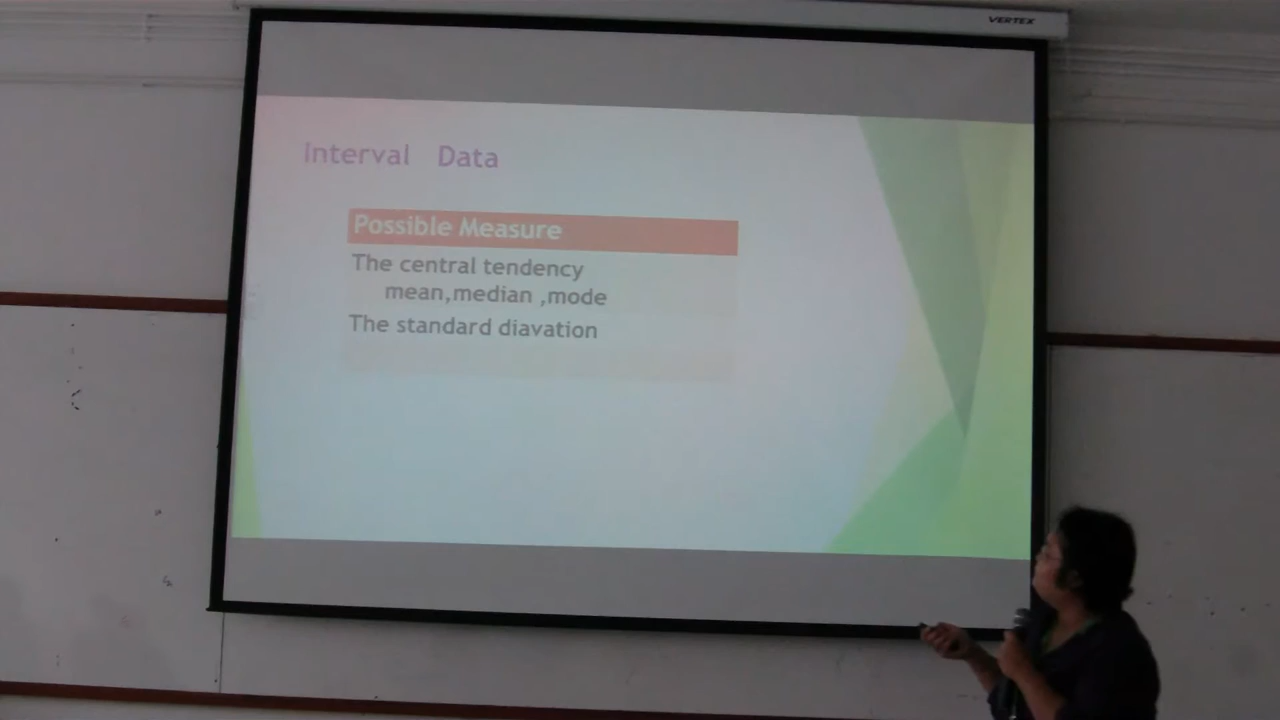 VERTEX
Interval Data
Possible Measure
The central tendency
mean,median ,mode
The standard diavation